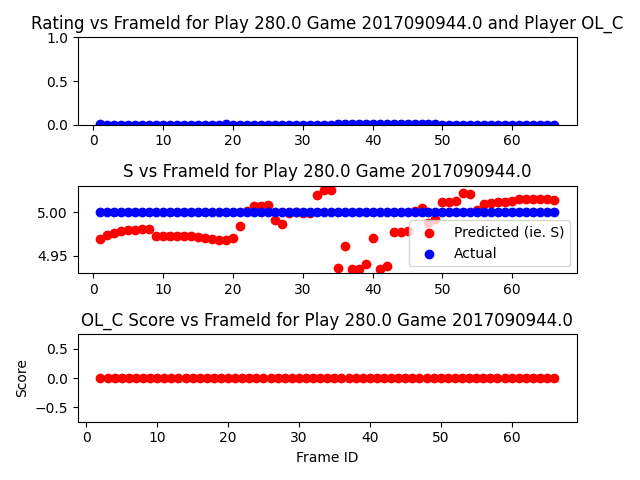 Rating vs FrameId for Play 280.0 Game 2017090944.0 and Player OL_C
1.0
0.5
0.0
0 10 20 30 40 50 60
S vs FrameId for Play 280.0 Game 2017090944.0
5.00
4.95
Predicted (ie. S)
Actual
0 10 20 30 40 50 60
OL_C Score vs FrameId for Play 280.0 Game 2017090944.0
Score
0.5
0.0
−0.5
0 10 20 30 40 50 60
Frame ID